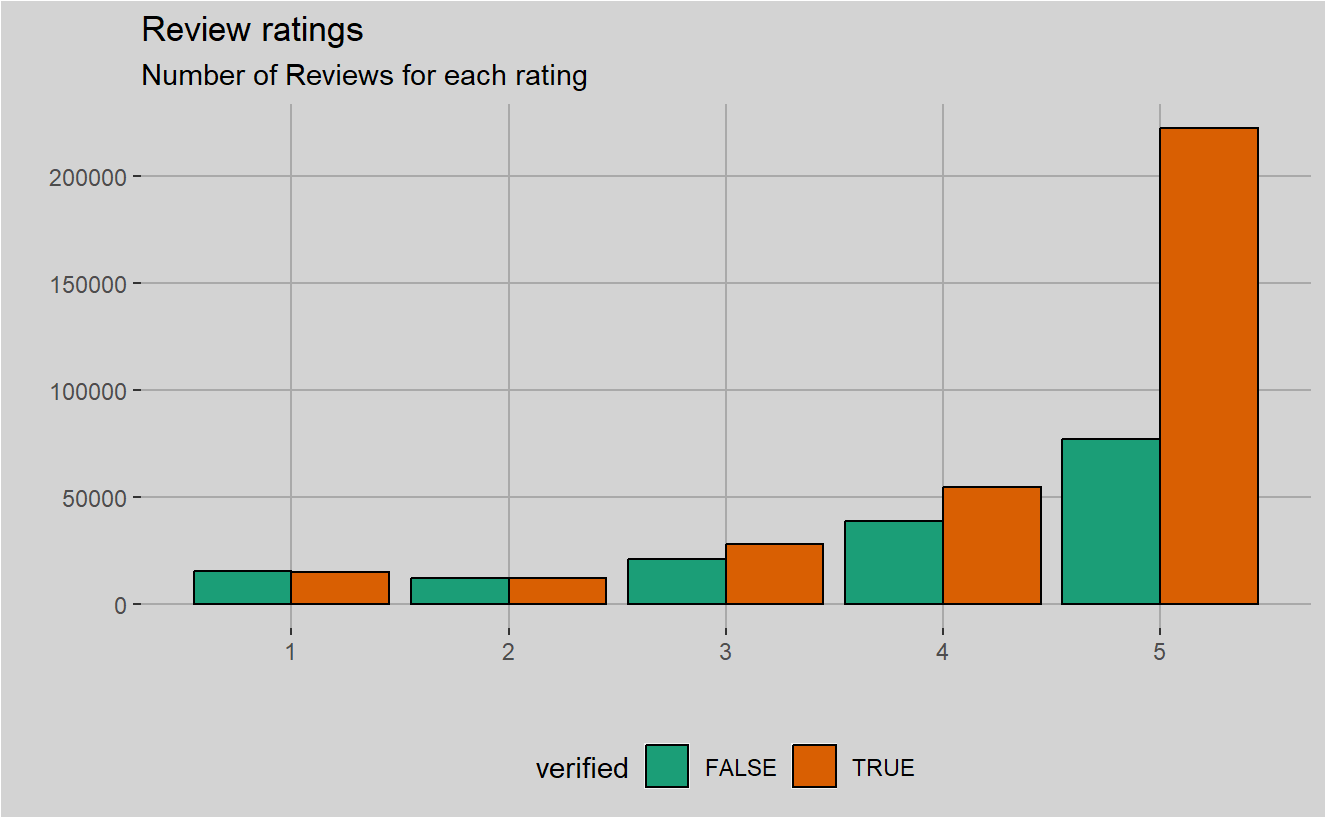 Review ratings
Number of Reviews for each rating
200000
150000
100000
50000
0
1 2 3 4 5
verified FALSE TRUE